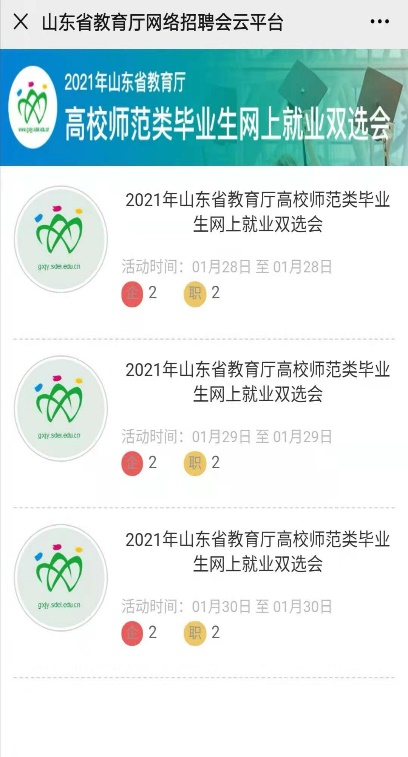 山东省教育厅网络招聘会云平台
2021年山东省教育厅
高校师范类毕业生网上就业双选会
2021年山东省教育厅高校师范类毕业
生网上就业双选会
gxjy.sdei.edu.cn
活动时间：01月28日 至 01月28日
企 2 职 2
2021年山东省教育厅高校师范类毕业
生网上就业双选会
gxjy.sdei.edu.cn
活动时间：01月29日 至 01月29日
企 2 职 2
2021年山东省教育厅高校师范类毕业
生网上就业双选会
gxjy.sdei.edu.cn
活动时间：01月30日 至 01月30日
企 2 职 2